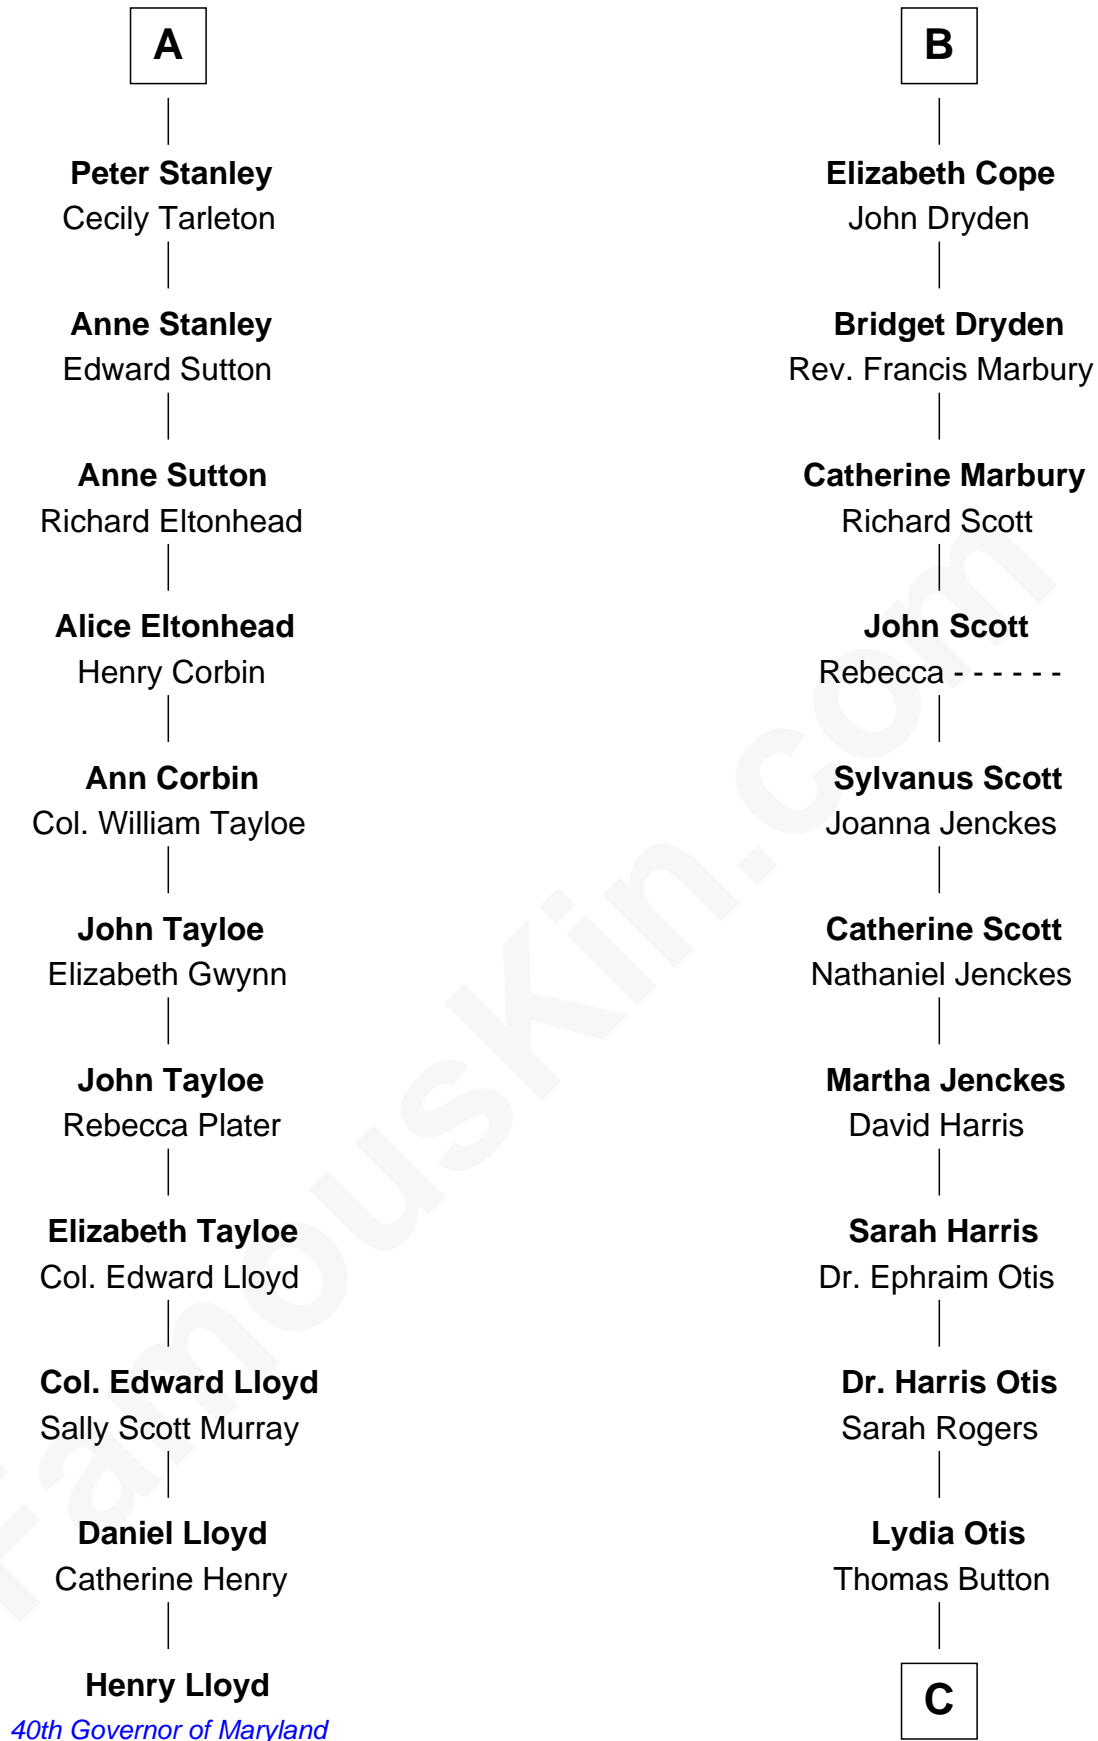 A
Peter Stanley
Cecily Tarleton
Anne Stanley
Edward Sutton
Anne Sutton
Richard Eltonhead
Alice Eltonhead
Henry Corbin
Ann Corbin
Col. William Tayloe
John Tayloe
Elizabeth Gwynn
John Tayloe
Rebecca Plater
Elizabeth Tayloe
Col. Edward Lloyd
Col. Edward Lloyd
Sally Scott Murray
Daniel Lloyd
Catherine Henry
Henry Lloyd
40th Governor of Maryland
B
Elizabeth Cope
John Dryden
Bridget Dryden
Rev. Francis Marbury
Catherine Marbury
Richard Scott
John Scott
Rebecca - - - - - -
Sylvanus Scott
Joanna Jenckes
Catherine Scott
Nathaniel Jenckes
Martha Jenckes
David Harris
Sarah Harris
Dr. Ephraim Otis
Dr. Harris Otis
Sarah Rogers
Lydia Otis
Thomas Button
C
FamousKin.com